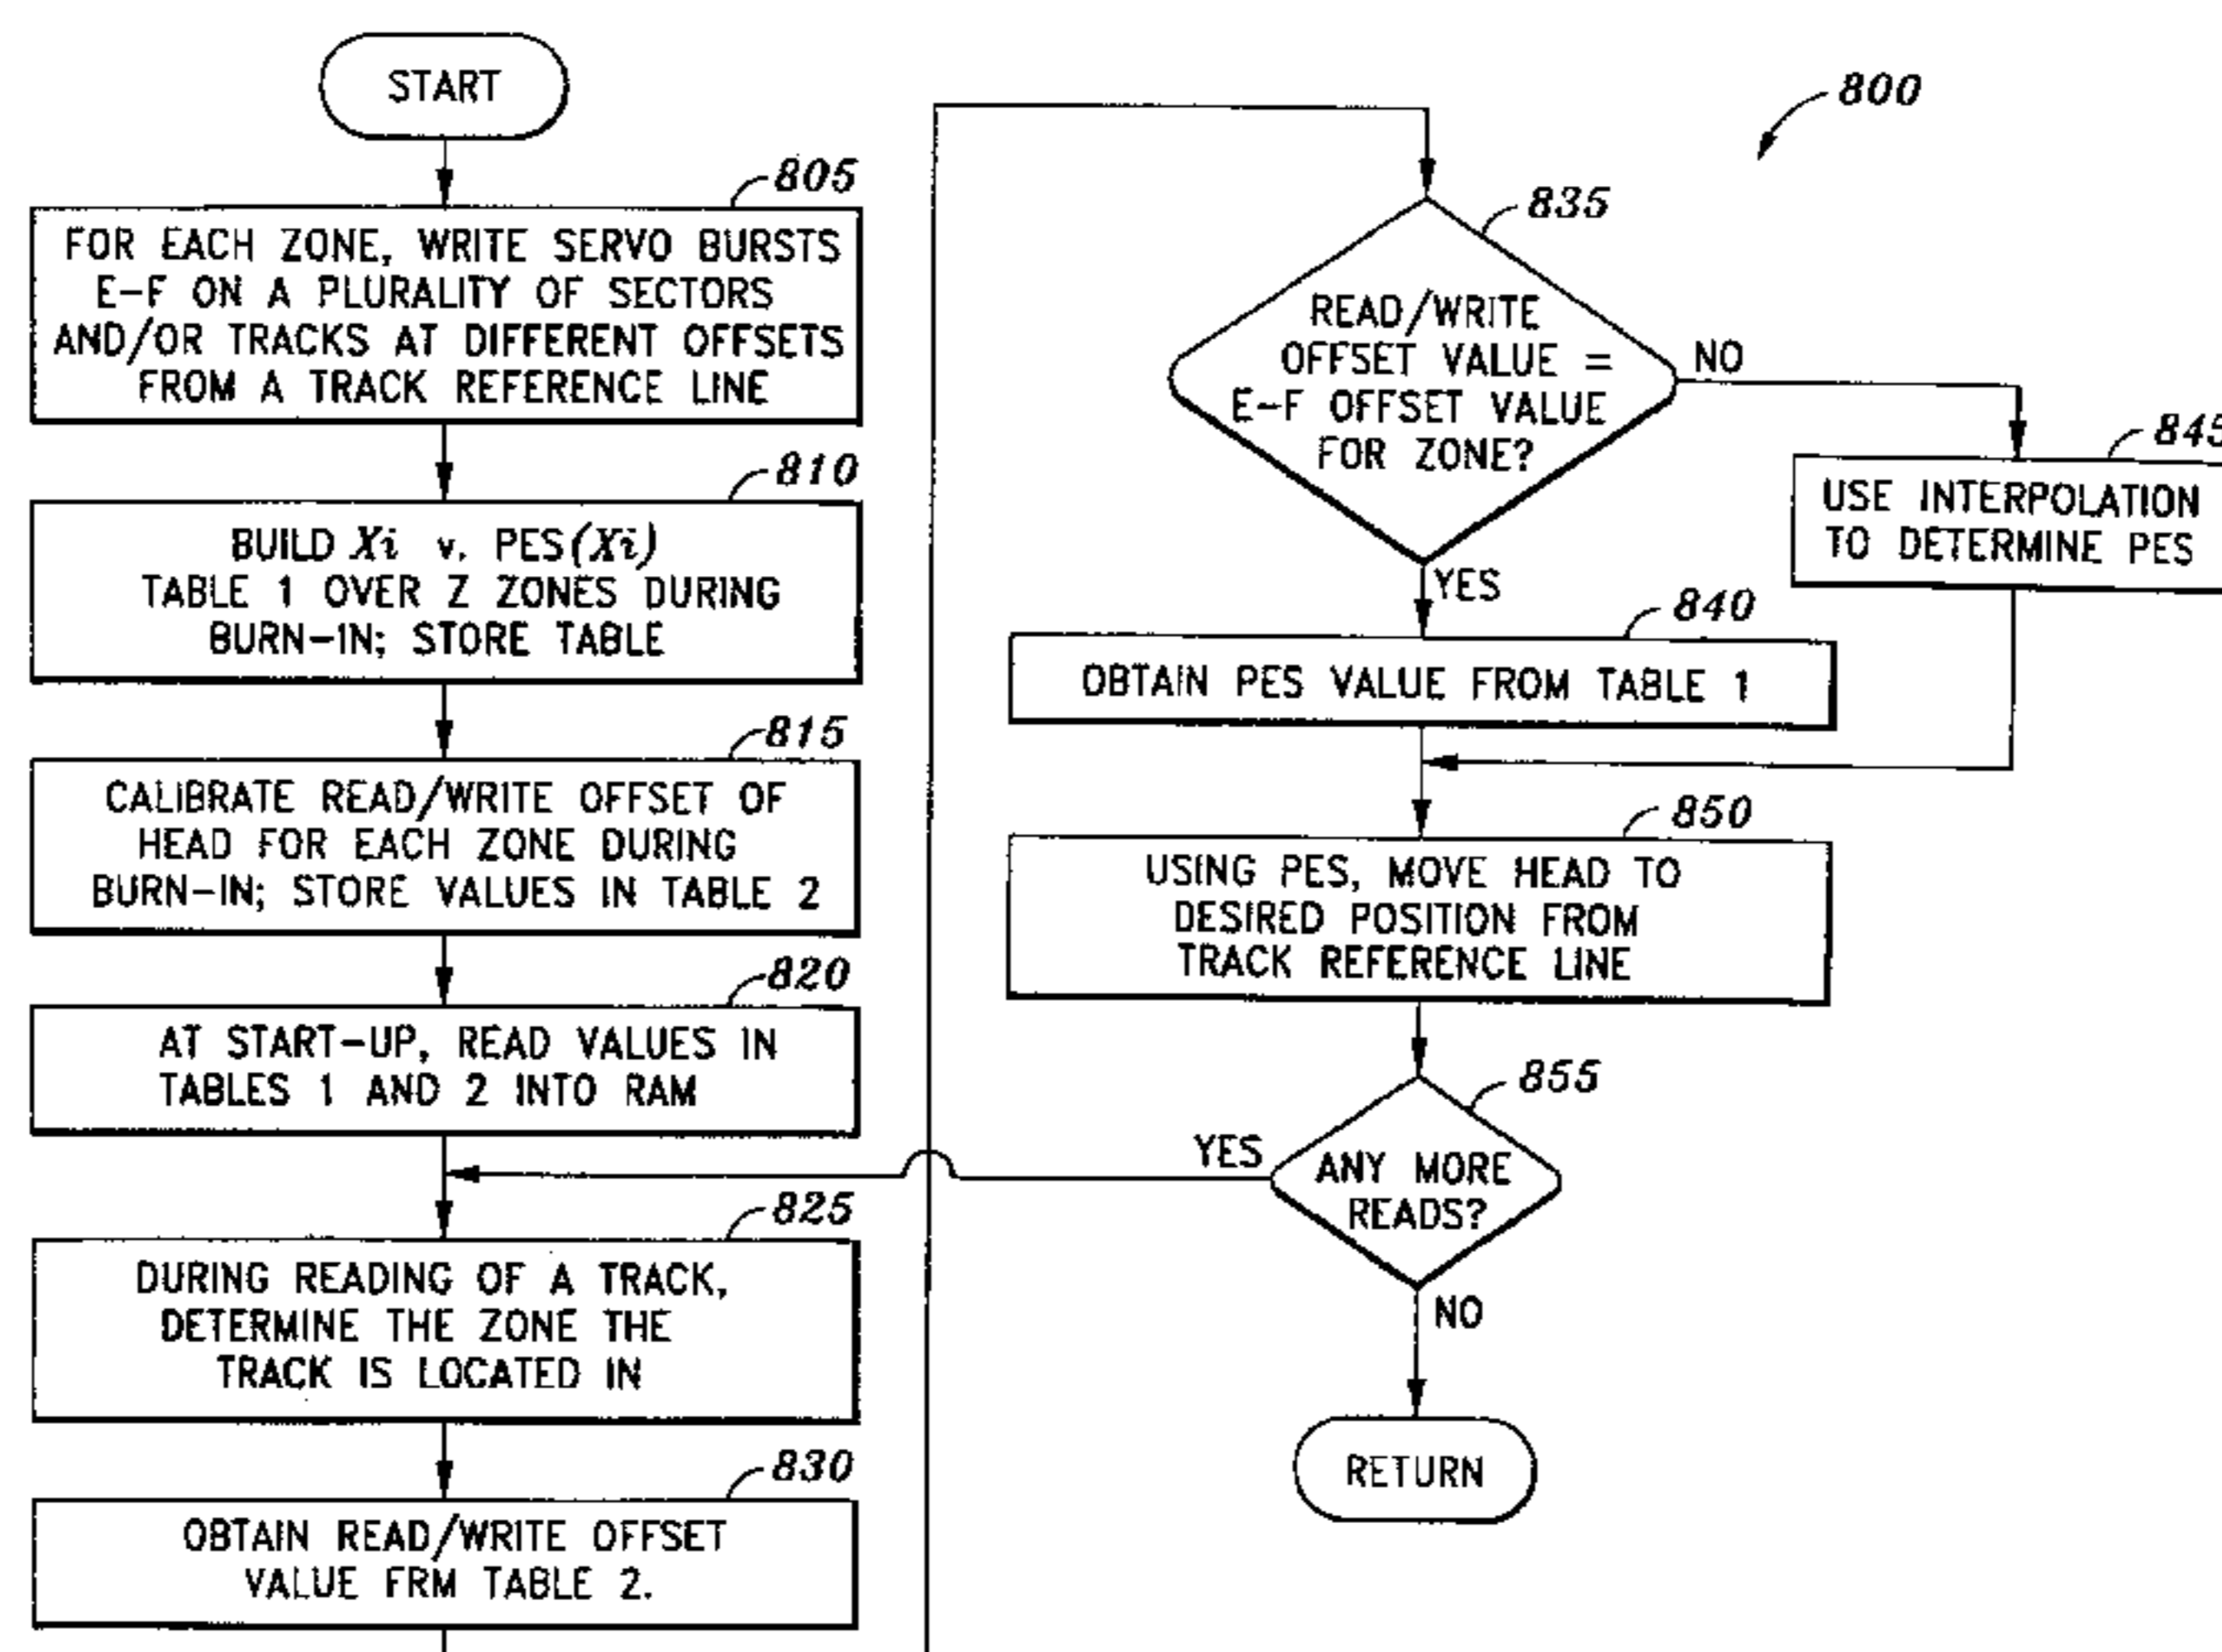 START
805
FOR EACH ZONE, WRITE SERVO BURSTS
E-F ON A PLURALITY OF SECTORS
AND/OR TRACKS AT DIFFERENT OFFSETS
FROM A TRACK REFERENCE LINE
810
BUILD Xi v. PES(Xi)
TABLE 1 OVER Z ZONES DURING
BURN-IN; STORE TABLE
815
CALIBRATE READ/WRITE OFFSET OF
HEAD FOR EACH ZONE DURING
BURN-IN; STORE VALUES IN TABLE 2
820
AT START-UP, READ VALUES IN
TABLES 1 AND 2 INTO RAM
825
DURING READING OF A TRACK,
DETERMINE THE ZONE THE
TRACK IS LOCATED IN
830
OBTAIN READ/WRITE OFFSET
VALUE FRM TABLE 2.
800
835
READ/WRITE
OFFSET VALUE =
E-F OFFSET VALUE
FOR ZONE?
NO
845
USE INTERPOLATION
TO DETERMINE PES
YES
840
OBTAIN PES VALUE FROM TABLE 1
850
USING PES, MOVE HEAD TO
DESIRED POSITION FROM
TRACK REFERENCE LINE
855
YES
ANY MORE
READS?
NO
RETURN